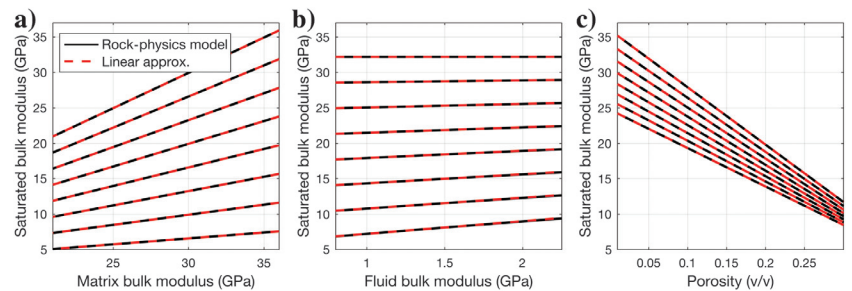 a)
Saturated bulk modulus (GPa)
35
30
25
20
15
10
5
Rock-physics model
Linear approx.
25
30
35
Matrix bulk modulus (GPa)
b)
Saturated bulk modulus (GPa)
35
30
25
20
15
10
5
1
1.5
2
Fluid bulk modulus (GPa)
c)
Saturated bulk modulus (GPa)
35
30
25
20
15
10
5
0.05
0.1
0.15
0.2
0.25
Porosity (v/v)